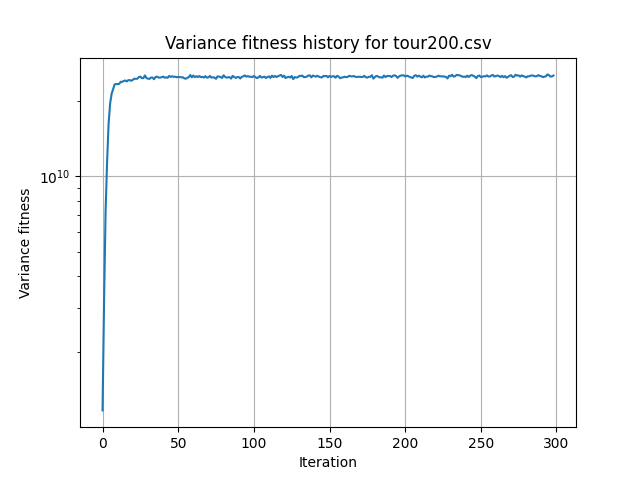 Variance fitness history for tour200.csv
Variance fitness
10^10
0 50 100 150 200 250 300
Iteration